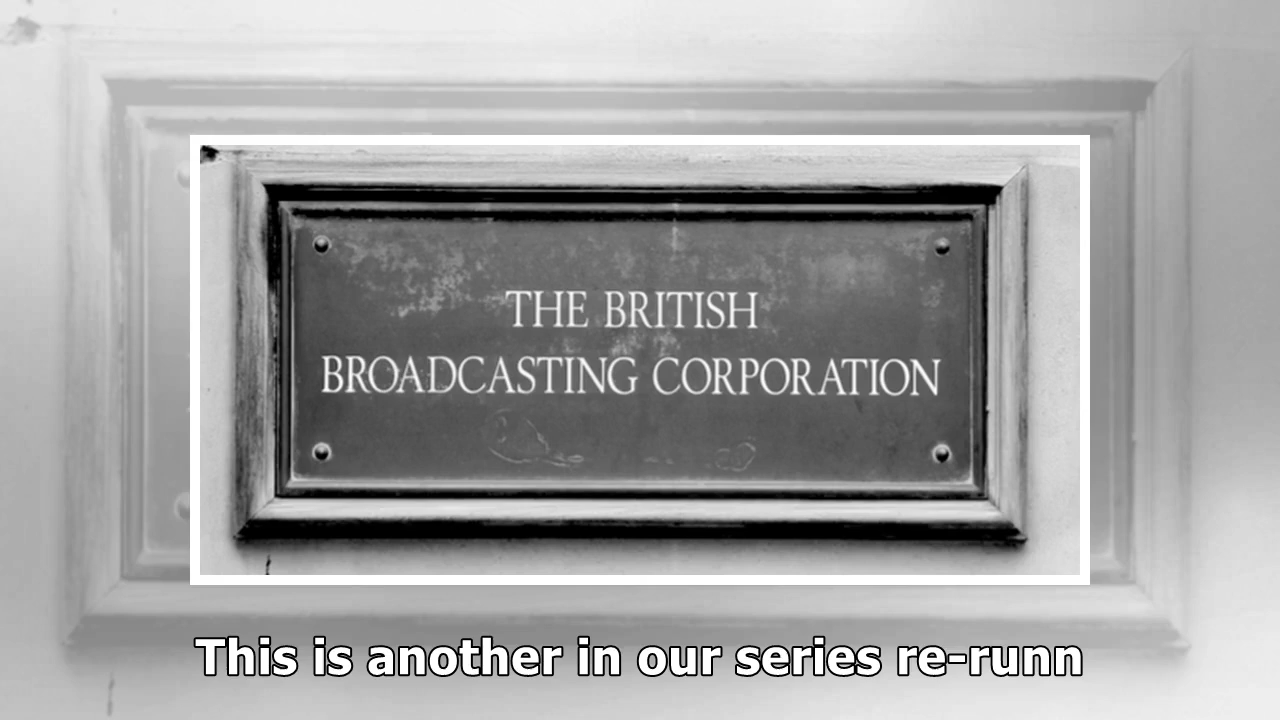 THE BRITISH
BROADCASTING CORPORATION
This is another in our series re-runn